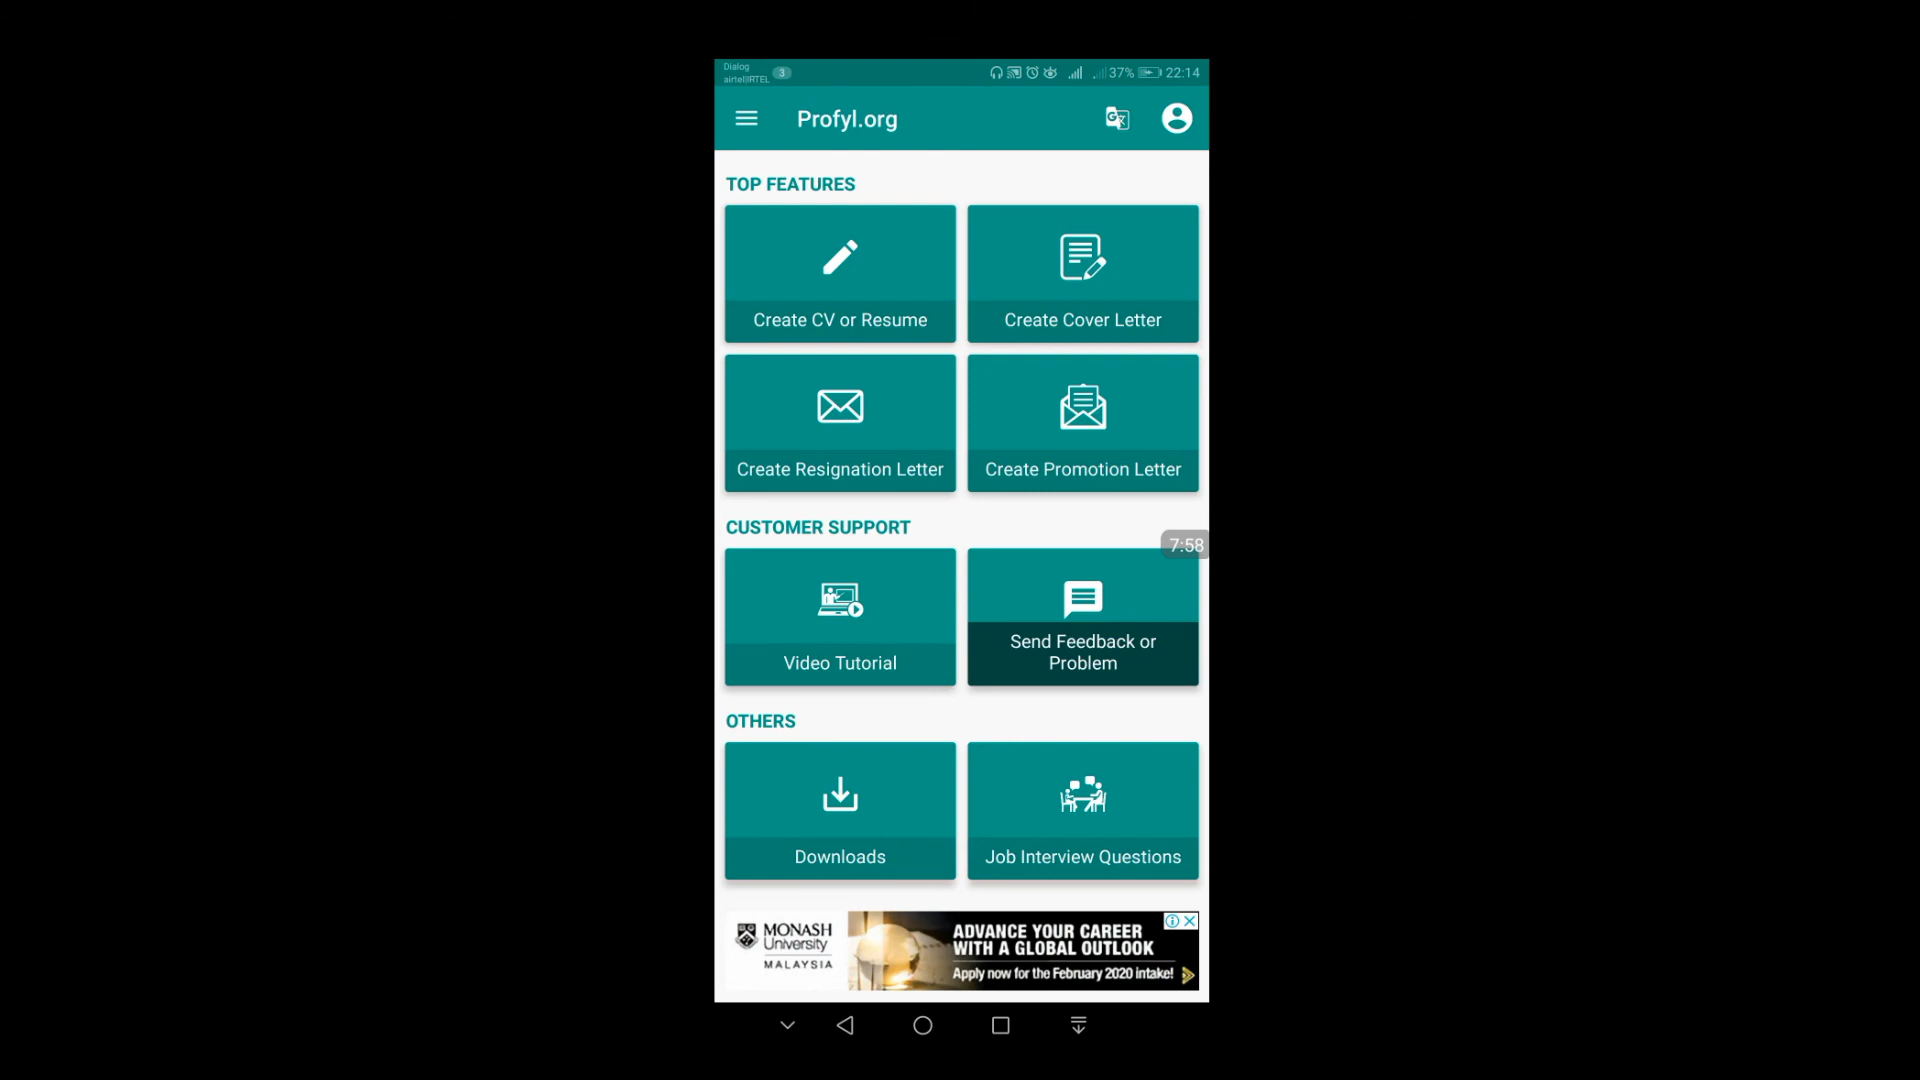 Dialog
airtel|IRTEL
3
37%
22:14
Profyl.org
TOP FEATURES
Create CV or Resume
Create Cover Letter
Create Resignation Letter
Create Promotion Letter
CUSTOMER SUPPORT
7:58
Video Tutorial
Send Feedback or
Problem
OTHERS
Downloads
Job Interview Questions
MONASH
University
MALAYSIA
ADVANCE YOUR CAREER
WITH A GLOBAL OUTLOOK
Apply now for the February 2020 intake!